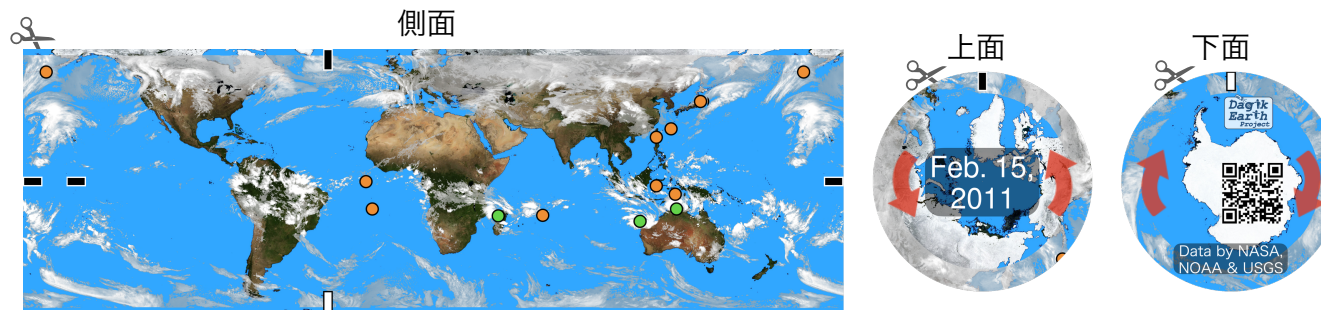 側面
上面
Feb. 15,
2011
下面
Dagik
Earth
Project
Data by NASA,
NOAA & USGS